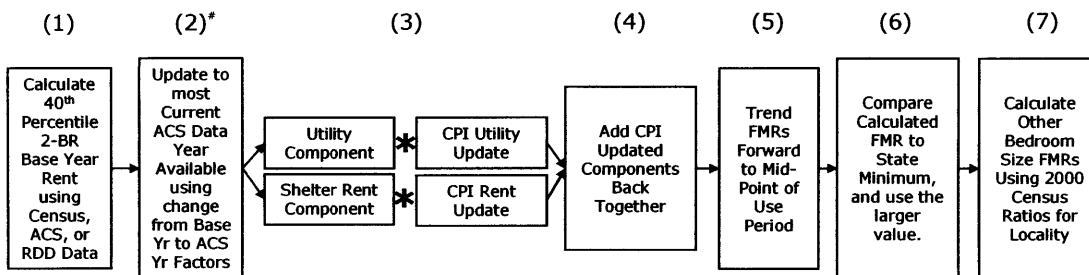 (1)
(2)#
(3)
(4)
(5)
(6)
(7)
Calculate
40th
Percentile
2-BR
Base Year
Rent using
Census,
ACS, or
RDD Data
Update to
most
Current
ACS Data
Year
Available
using
change
from Base
Yr to ACS
Yr Factors
Utility
Component
*
CPI Utility
Update
Shelter Rent
Component
*
CPI Rent
Update
Add CPI
Updated
Components
Back
Together
Trend
FMRs
Forward
to Mid-
Point of
Use
Period
Compare
Calculated
FMR to
State
Minimum,
and use the
larger
value.
Calculate
Other
Bedroom
Size FMRs
Using 2000
Census
Ratios for
Locality